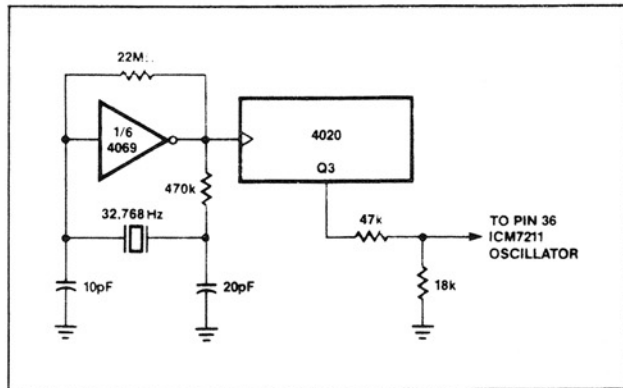 22M
1/6
4069
4020
Q3
470k
32,768 Hz
47k
TO PIN 36
ICM7211
OSCILLATOR
10pF
20pF
18k